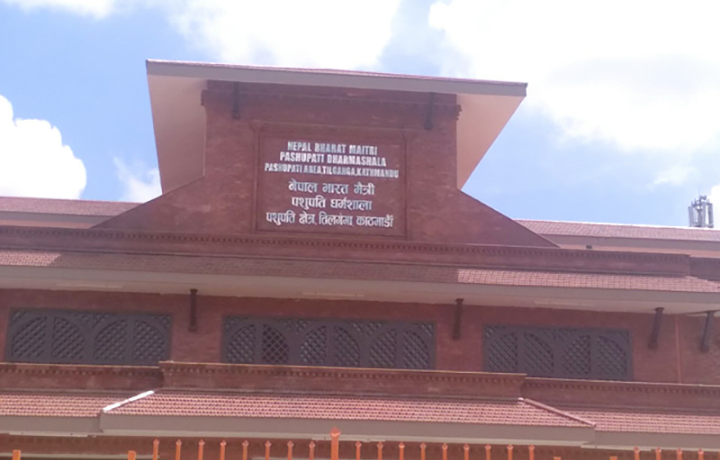 NEPAL BHARAT MAITRI
PASHUPATI DHARMASHALA
PASHUPATI AREA, TILGANGA, KATHMANDU
नेपाल भारत मैत्री
पशुपति धर्मशाला
पशुपति क्षेत्र, तिलगंगा, काठमाडौं